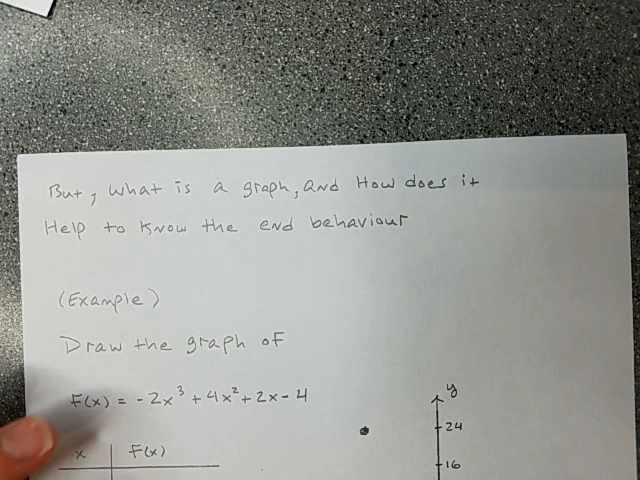 But, what is a graph, and How does it
Help to Know the end behaviour
(Example)
Draw the graph of
F(x) = -2x³ + 4x² + 2x - 4
y
24
x F(x)
16